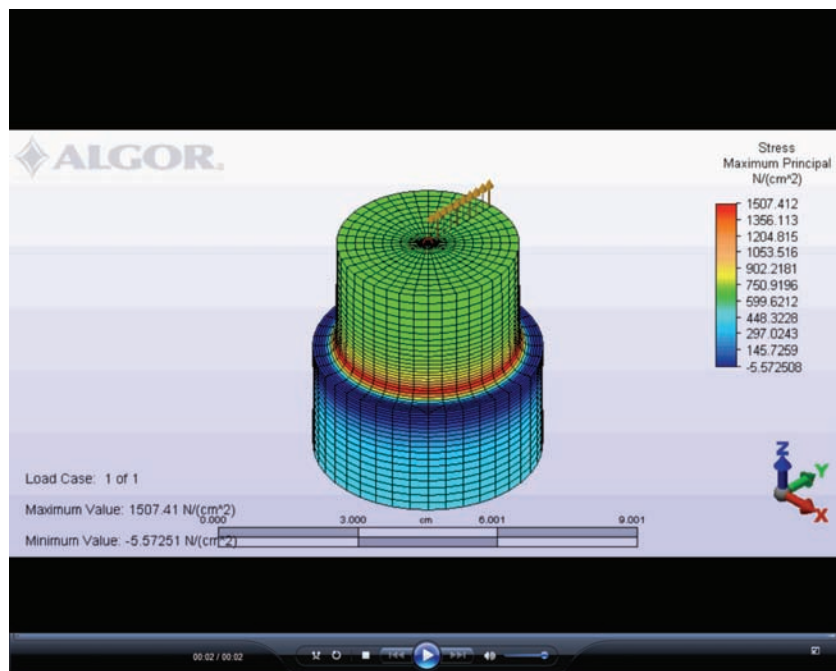 ALGOR.
Stress
Maximum Principal
N/(cm^2)
1507.412
1356.113
1204.815
1053.516
902.2181
750.9196
599.6212
448.3228
297.0243
145.7259
-5.572508
Load Case: 1 of 1
Maximum Value: 1507.41 N/(cm^2)
Minimum Value: -5.57251 N/(cm^2)
0.000 3.000 cm 6.001 9.001
Z
Y
X
00:02 / 00:02